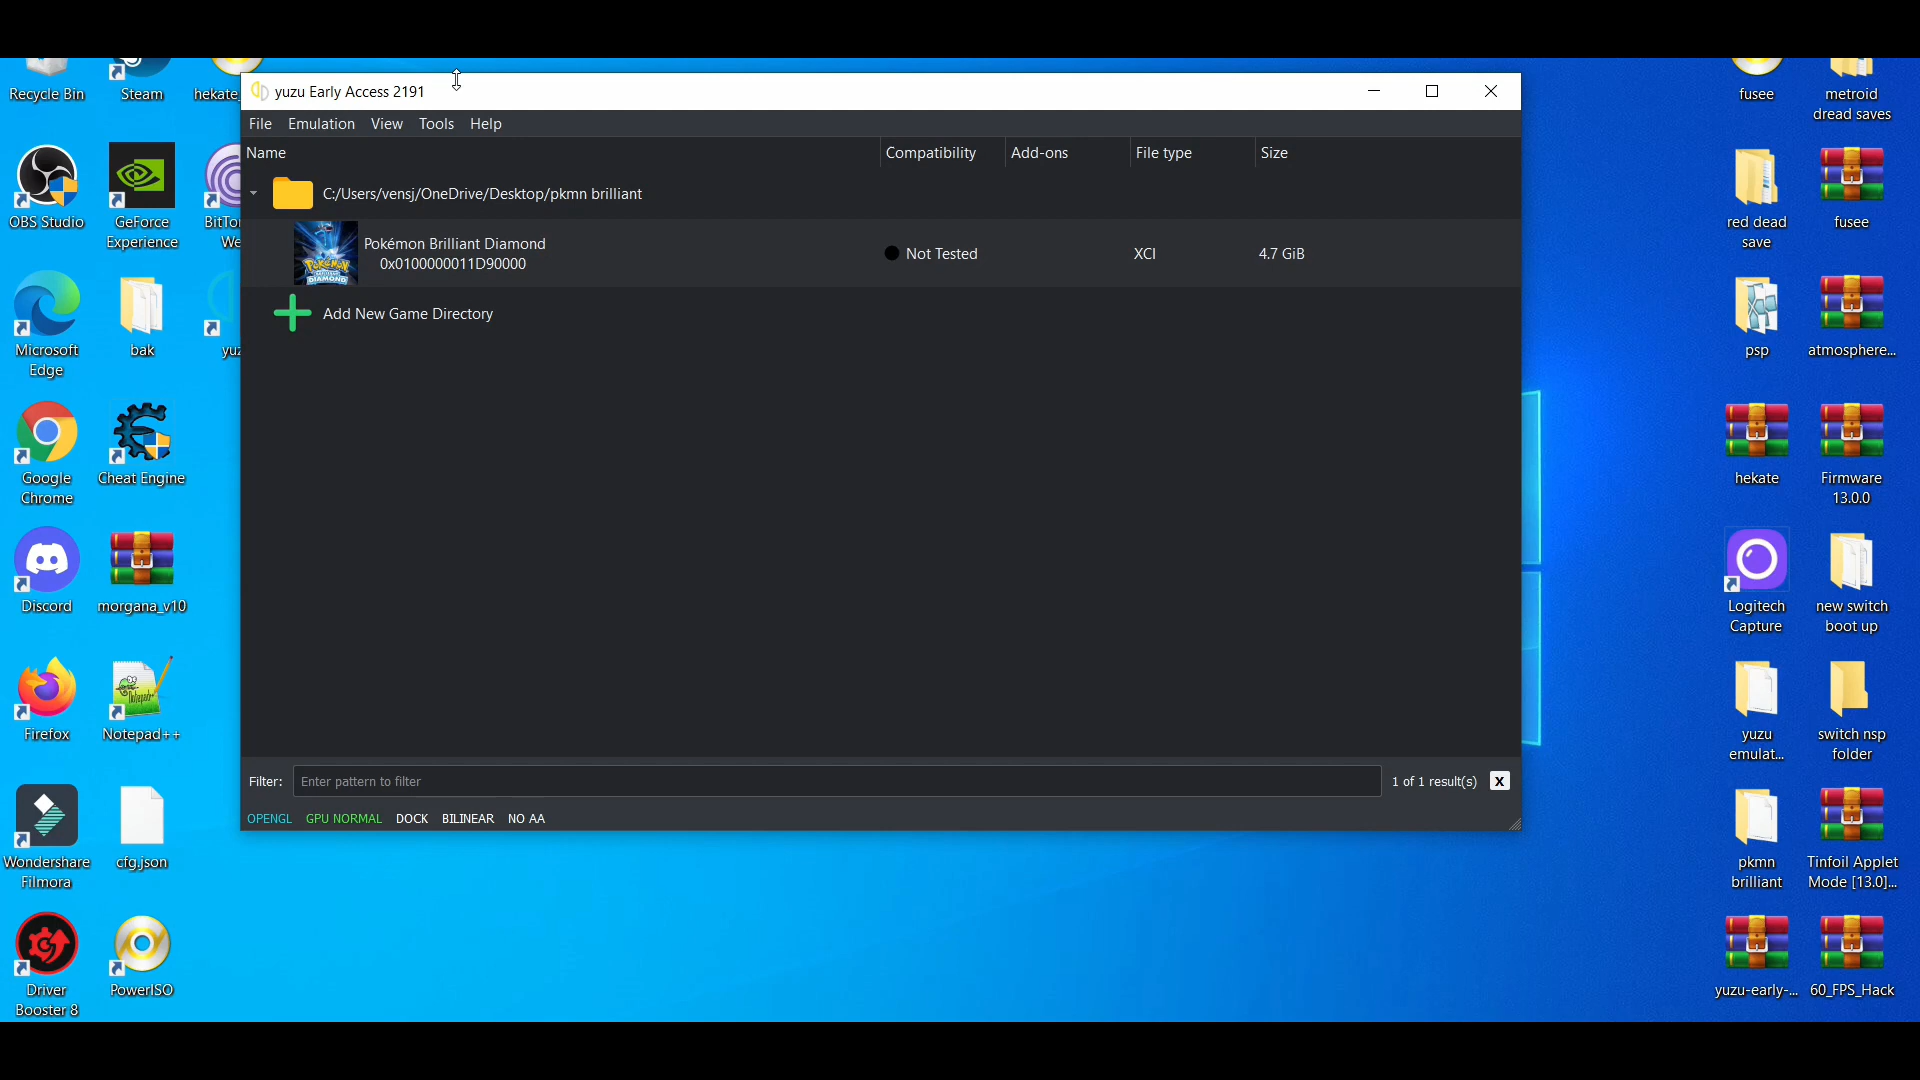 Recycle Bin
Steam
hekate_
fusee
metroid
dread saves
yuzu Early Access 2191
File
Emulation
View
Tools
Help
Name
Compatibility
Add-ons
File type
Size
C:/Users/vensj/OneDrive/Desktop/pkmn brilliant
Pokémon Brilliant Diamond
0x0100000011D90000
Not Tested
XCI
4.7 GiB
Add New Game Directory
OBS Studio
GeForce
Experience
BitTor
We
red dead
save
fusee
Microsoft
Edge
bak
yuz
psp
atmosphere...
Google
Chrome
Cheat Engine
hekate
Firmware
13.0.0
Discord
morgana_v10
Logitech
Capture
new switch
boot up
Firefox
Notepad++
yuzu
emulat...
switch nsp
folder
Filter:
Enter pattern to filter
1 of 1 result(s)
X
OPENGL
GPU NORMAL
DOCK
BILINEAR
NO AA
Wondershare
Filmora
cfg.json
pkmn
brilliant
Tinfoil Applet
Mode [13.0]...
Driver
Booster 8
PowerISO
yuzu-early-...
60_FPS_Hack